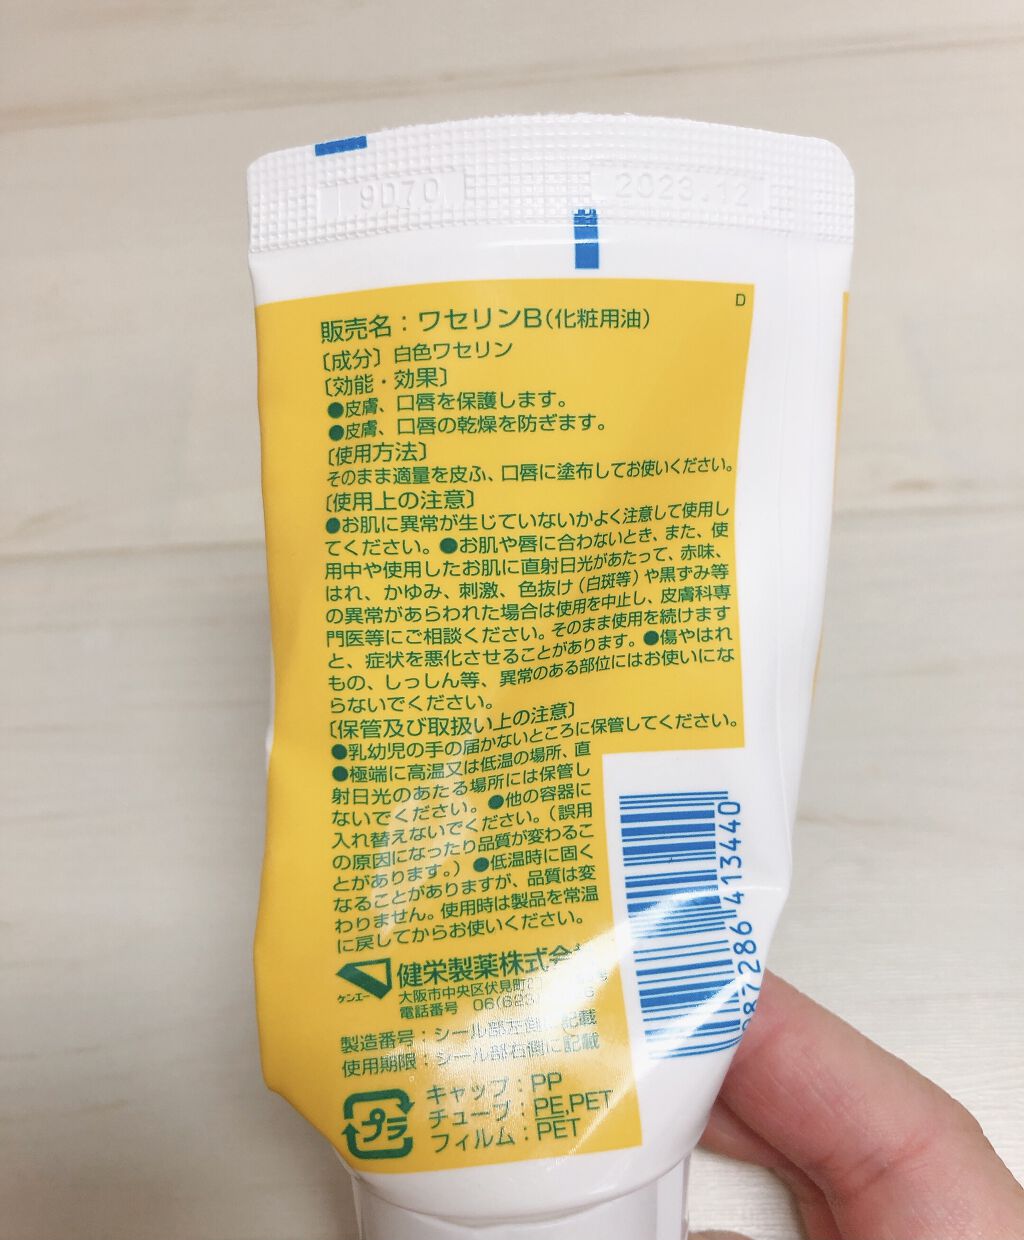 9070
2023.12
D
販売名：ワセリンB（化粧用油）
〔成分〕白色ワセリン
〔効能・効果〕
●皮膚、口唇を保護します。
●皮膚、口唇の乾燥を防ぎます。
〔使用方法〕
そのまま適量を皮ふ、口唇に塗布してお使いください。
〔使用上の注意〕
●お肌に異常が生じていないかよく注意して使用し
てください。●お肌や唇に合わないとき、また、使
用中や使用したお肌に直射日光があたって、赤味、
はれ、かゆみ、刺激、色抜け（白斑等）や黒ずみ等
の異常があらわれた場合は使用を中止し、皮膚科専
門医等にご相談ください。そのまま使用を続けます
と、症状を悪化させることがあります。●傷やはれ
もの、しっしん等、異常のある部位にはお使いにな
らないでください。
〔保管及び取扱い上の注意〕
●乳幼児の手の届かないところに保管してください。
●極端に高温又は低温の場所、直
射日光のあたる場所には保管し
ないでください。●他の容器に
入れ替えないでください。（誤用
の原因になったり品質が変わるこ
とがあります。）●低温時に固く
なることがありますが、品質は変
わりません。使用時は製品を常温
に戻してからお使いください。
ケンエー
健栄製薬株式会
大阪市中央区伏見町
電話番号 06(623
製造番号：シール部左側に記載
使用期限：シール部右側に記載
プラ
キャップ：PP
チューブ：PE,PET
フィルム：PET
987286 413440